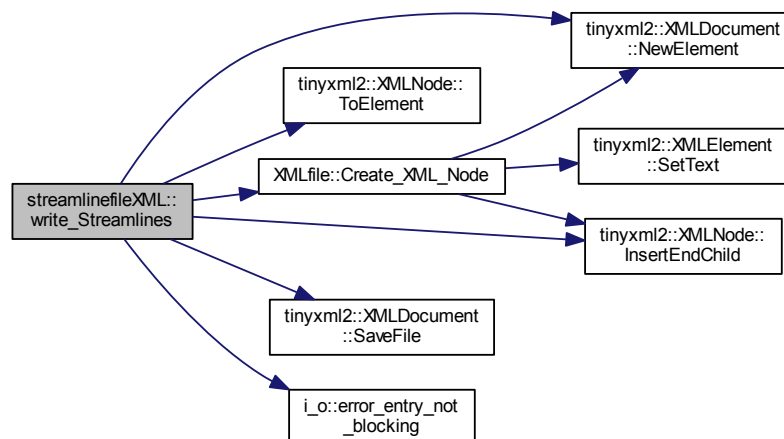 streamlinefileXML::
write_Streamlines
tinyxml2::XMLDocument
::NewElement
tinyxml2::XMLNode::
ToElement
XMLfile::Create_XML_Node
tinyxml2::XMLElement
::SetText
tinyxml2::XMLNode::
InsertEndChild
tinyxml2::XMLDocument
::SaveFile
i_o::error_entry_not
_blocking